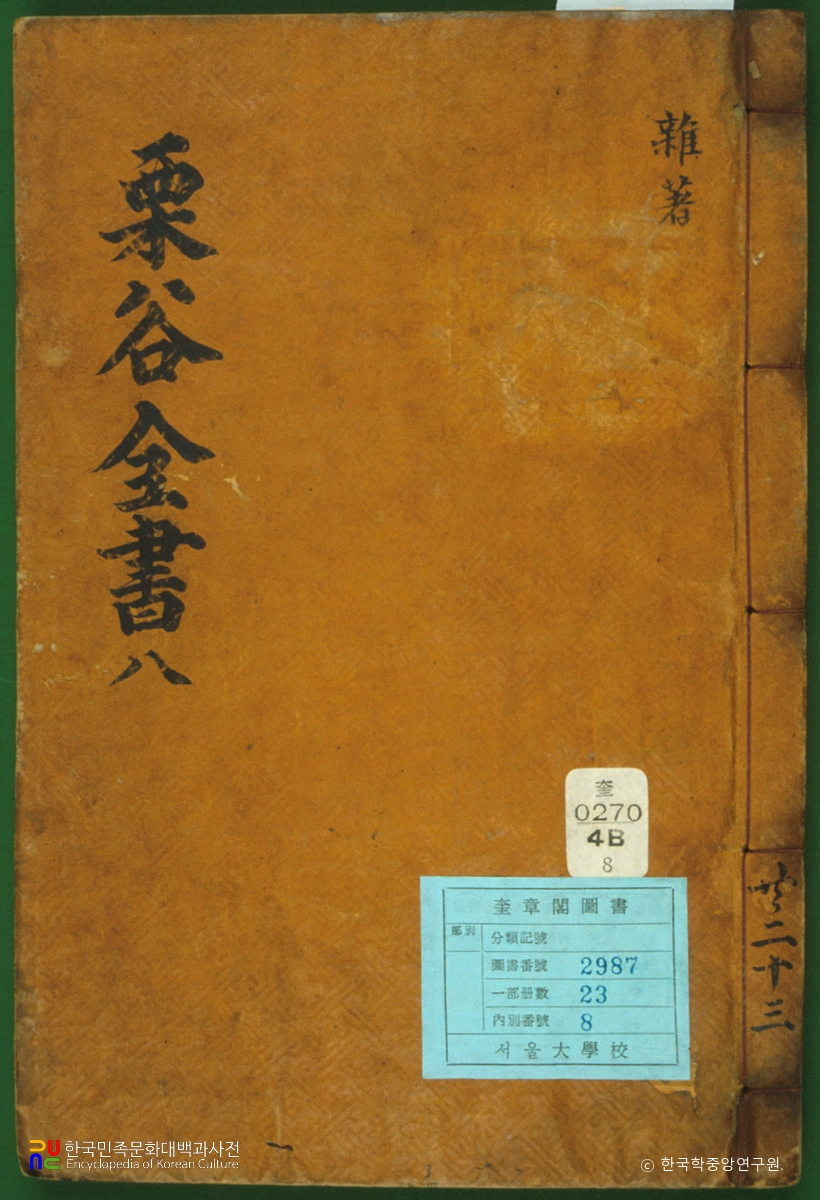 雜著
栗谷全書 八
共二十三
奎
0270
4B
8
奎章閣圖書
部別
分類記號
圖書番號 2987
一部册數 23
內別番號 8
서울大學校
한국민족문화대백과사전
Encyclopedia of Korean Culture
© 한국학중앙연구원.